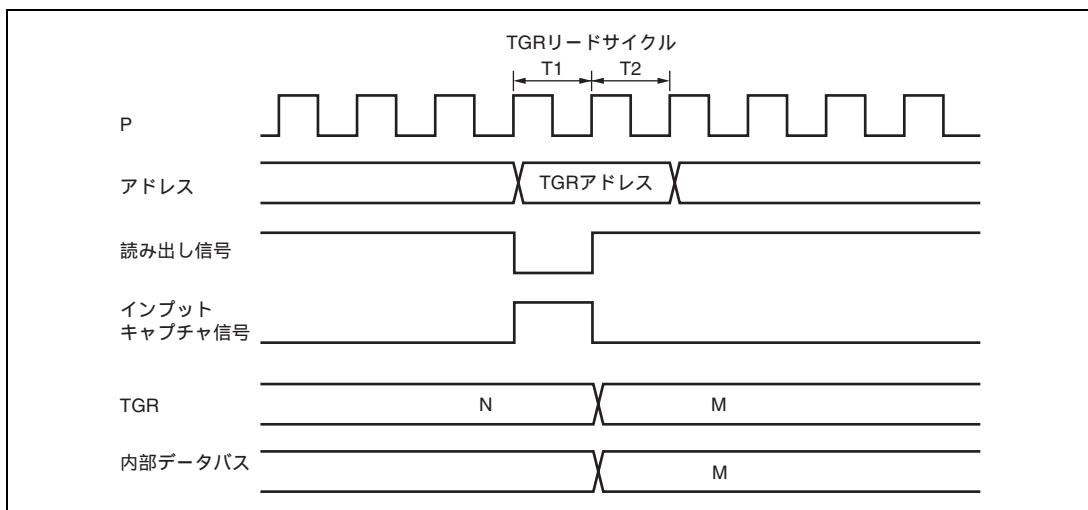 TGRリードサイクル
T1
T2
P
アドレス
TGRアドレス
読み出し信号
インプット
キャプチャ信号
TGR
N
M
内部データバス
M